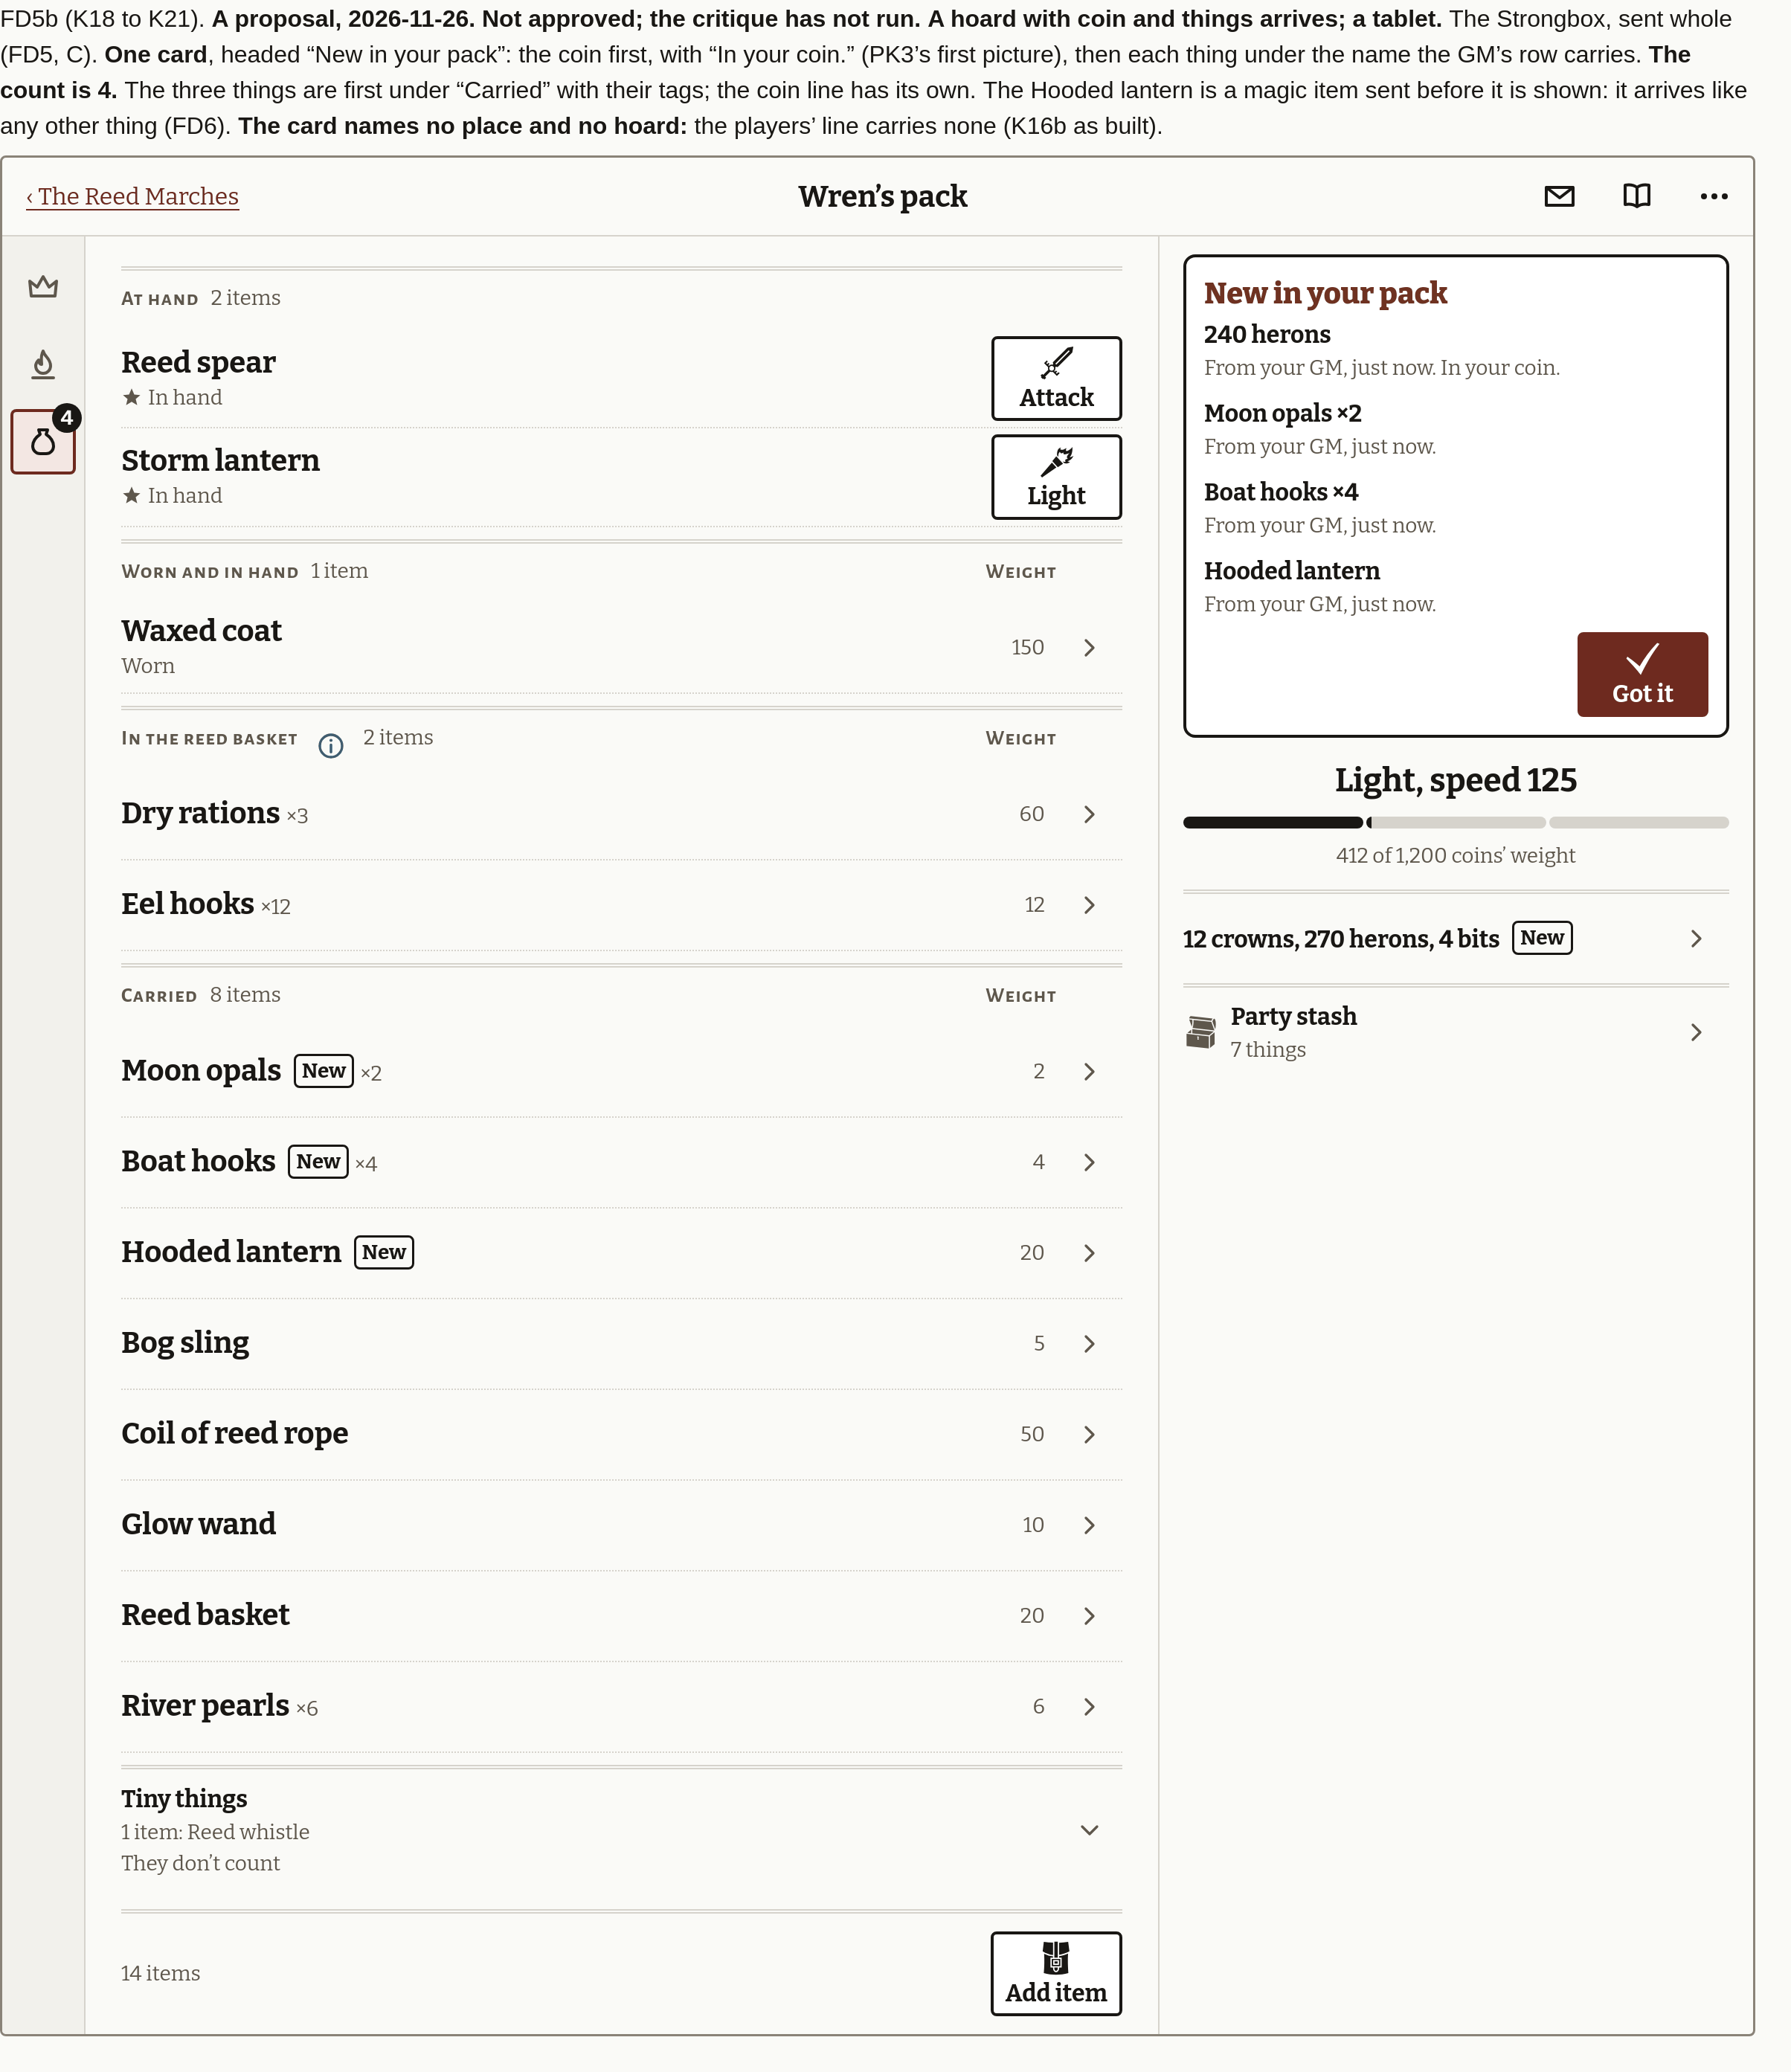 FD5b (K18 to K21). A proposal, 2026-11-26. Not approved; the critique has not run. A hoard with coin and things arrives; a tablet. The Strongbox, sent whole
(FD5, C). One card, headed “New in your pack”: the coin first, with “In your coin.” (PK3’s first picture), then each thing under the name the GM’s row carries. The
count is 4. The three things are first under “Carried” with their tags; the coin line has its own. The Hooded lantern is a magic item sent before it is shown: it arrives like
any other thing (FD6). The card names no place and no hoard: the players’ line carries none (K16b as built).
‹ The Reed Marches
Wren’s pack
4
At hand 2 items
Reed spear
★ In hand
Attack
Storm lantern
★ In hand
Light
Worn and in hand 1 item Weight
Waxed coat
Worn
150
In the reed basket 2 items Weight
Dry rations ×3 60
Eel hooks ×12 12
Carried 8 items Weight
Moon opals New ×2 2
Boat hooks New ×4 4
Hooded lantern New 20
Bog sling 5
Coil of reed rope 50
Glow wand 10
Reed basket 20
River pearls ×6 6
Tiny things
1 item: Reed whistle
They don’t count
14 items
Add item
New in your pack
240 herons
From your GM, just now. In your coin.
Moon opals ×2
From your GM, just now.
Boat hooks ×4
From your GM, just now.
Hooded lantern
From your GM, just now.
Got it
Light, speed 125
412 of 1,200 coins’ weight
12 crowns, 270 herons, 4 bits New
Party stash
7 things